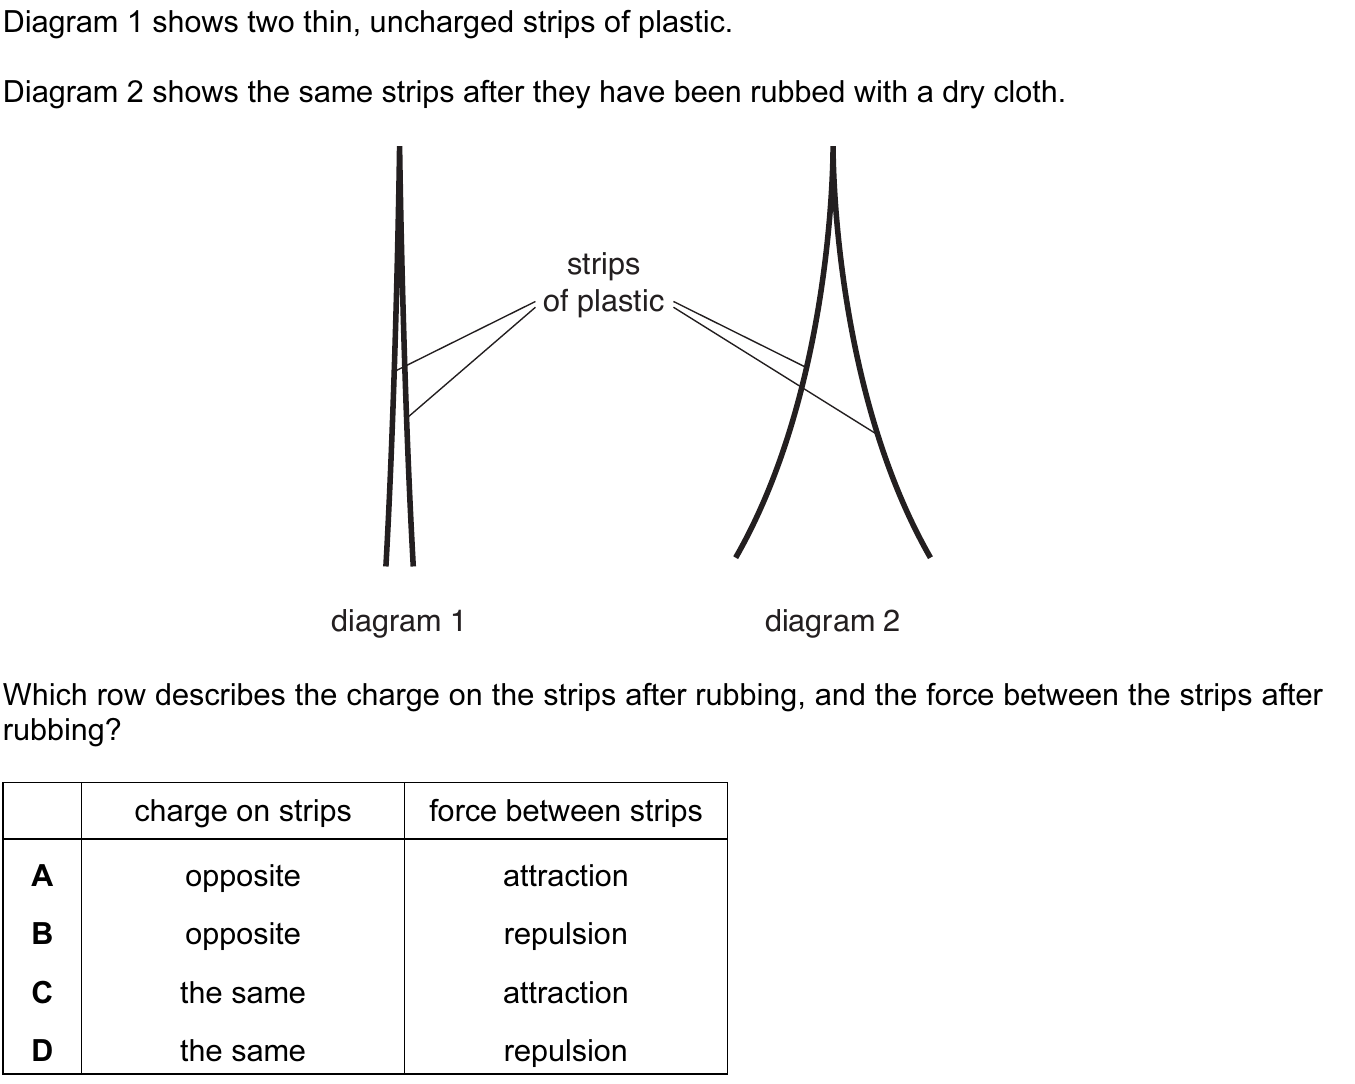 Diagram 1 shows two thin, uncharged strips of plastic.
Diagram 2 shows the same strips after they have been rubbed with a dry cloth.
strips
of plastic
diagram 1
diagram 2
Which row describes the charge on the strips after rubbing, and the force between the strips after
rubbing?
charge on strips force between strips
A opposite attraction
B opposite repulsion
C the same attraction
D the same repulsion